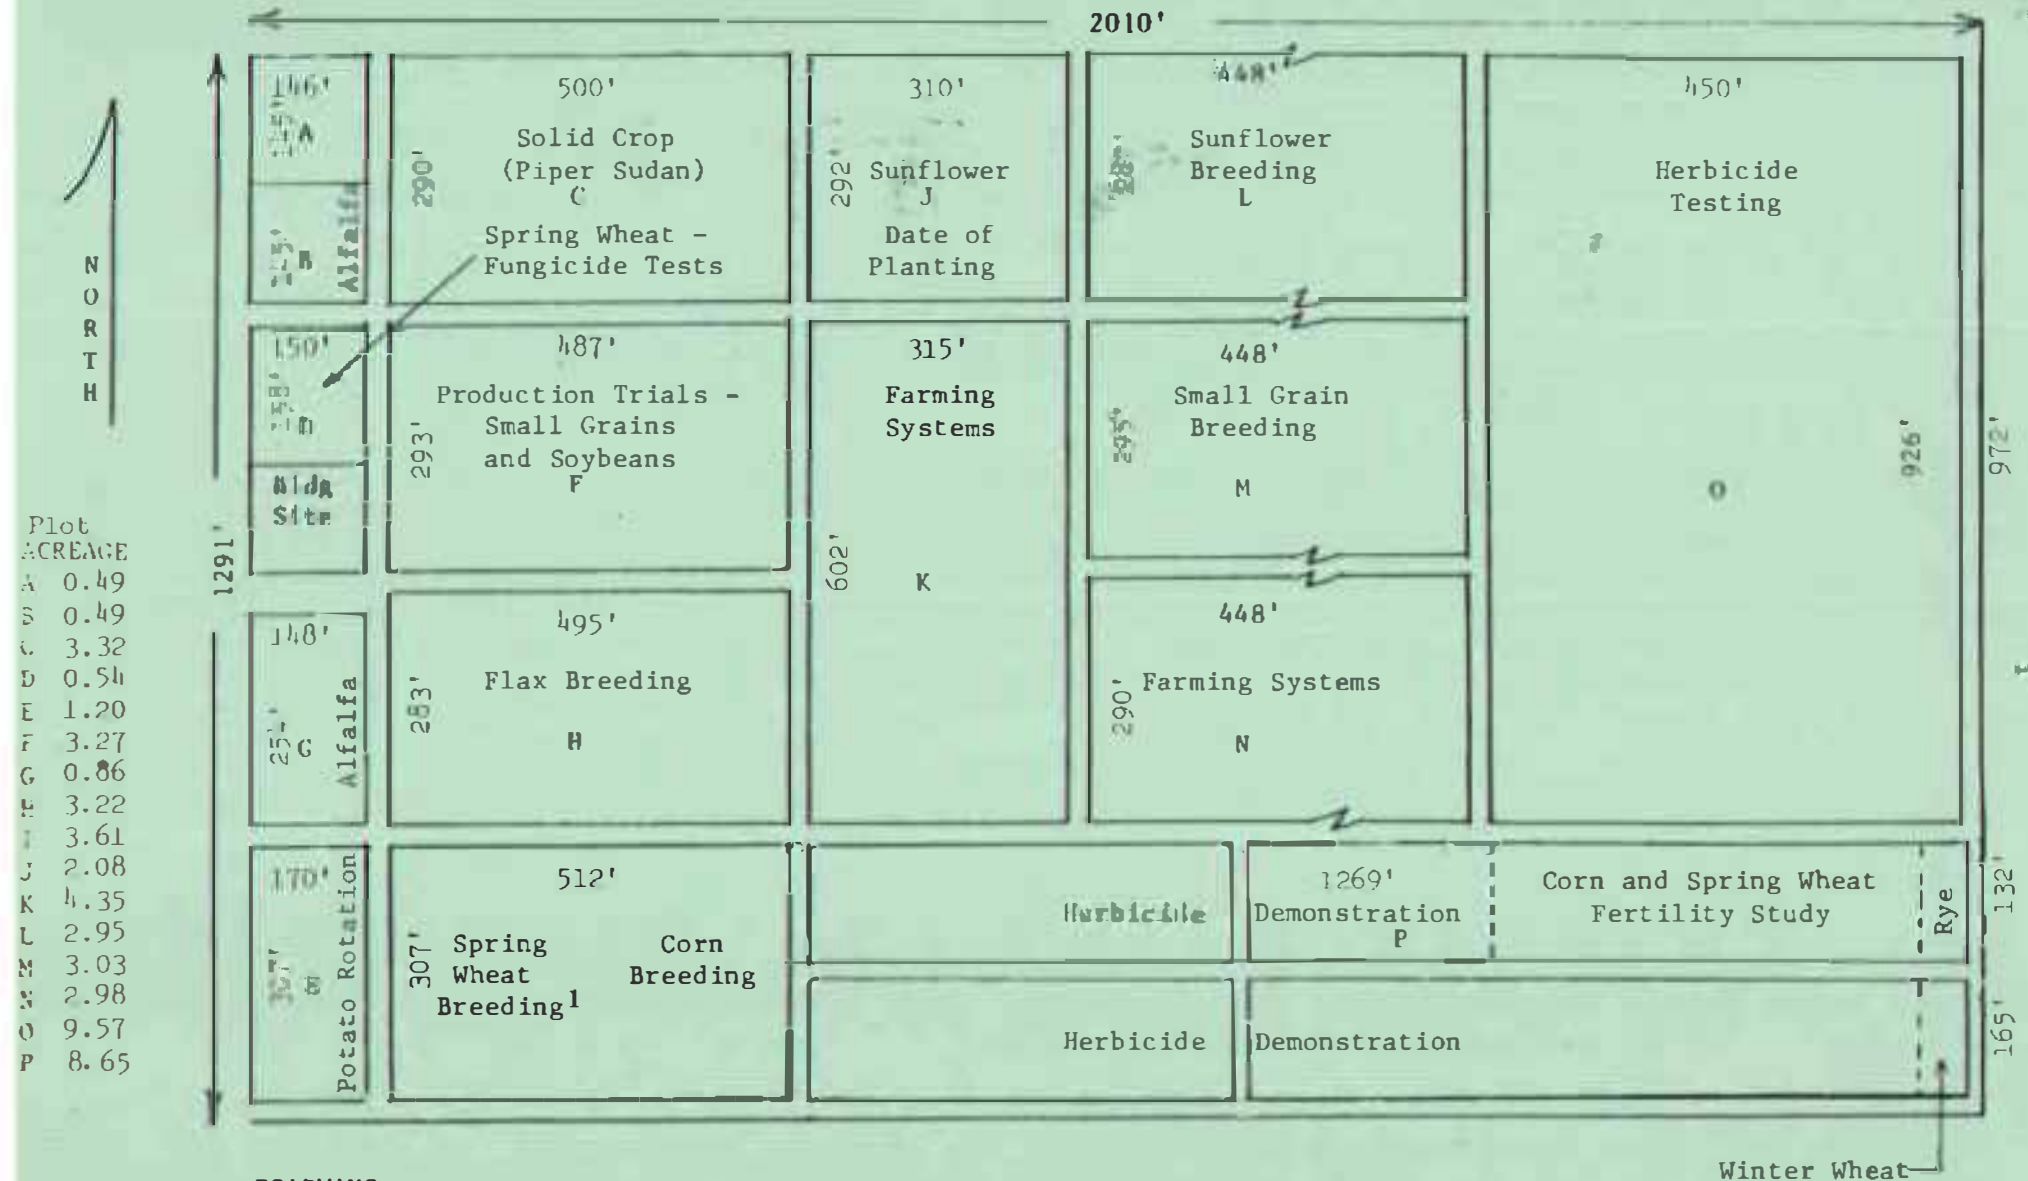 2010'
NORTH
1291'
Plot
ACREAGE
A 0.49
0.49
3.32
D 0.54
E 1.20
F 3.27
G 0.86
H 3.22
I 3.61
J 2.08
K 4.35
L 2.95
M 3.03
N 2.98
O 9.57
P 8.65
146'
A
B
Alfalfa
500'
290'
Solid Crop
(Piper Sudan)
C
Spring Wheat -
Fungicide Tests
310'
292'
Sunflower
J
Date of
Planting
448'
Sunflower
Breeding
L
450'
Herbicide
Testing
O
926'
972'
150'
D
Bldg
Site
487'
293'
Production Trials -
Small Grains
and Soybeans
F
315'
Farming
Systems
602'
K
448'
295'
Small Grain
Breeding
M
148'
254'
G
Alfalfa
495'
283'
Flax Breeding
H
448'
290'
Farming Systems
N
170'
307'
Potato Rotation
512'
307'
Spring
Wheat
Breeding1
Corn
Breeding
Herbicide
1269'
Demonstration
P
Corn and Spring Wheat
Fertility Study
Rye
132'
Herbicide
Demonstration
165'
Winter Wheat